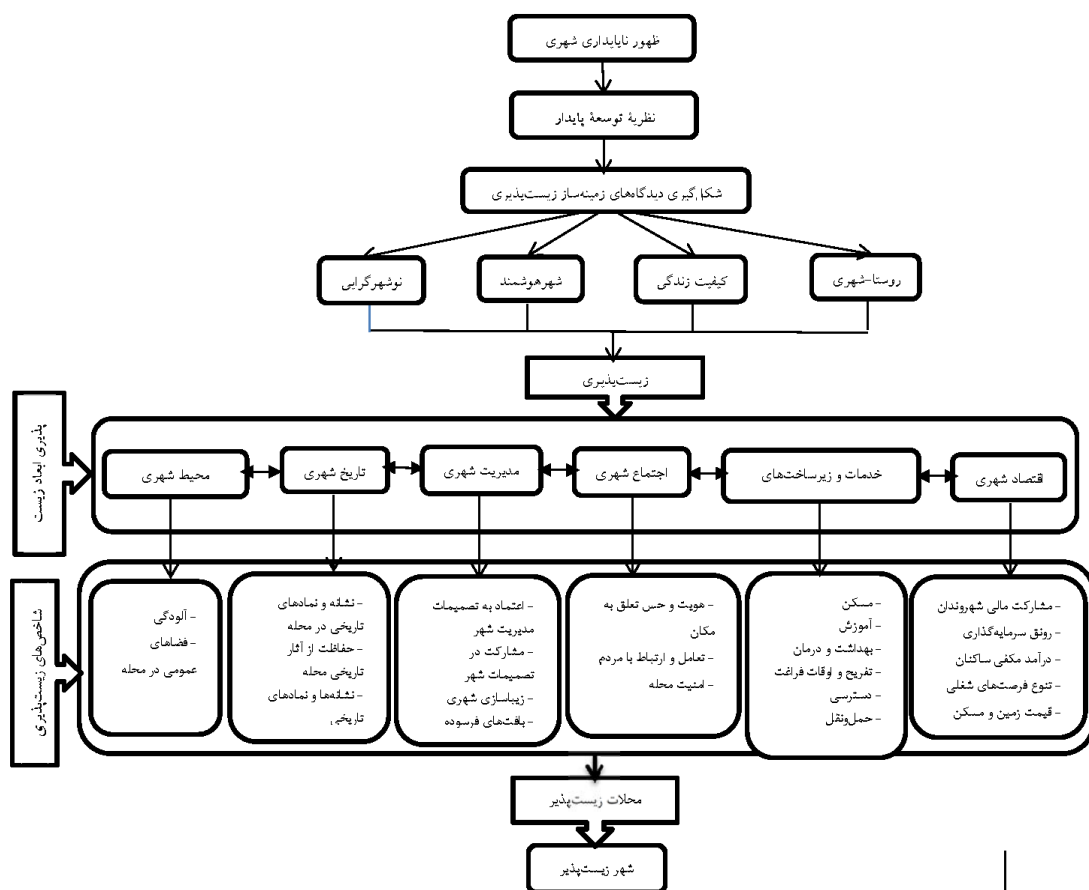 ظهور ناپایداری شهری
نظریهٔ توسعهٔ پایدار
شکل‌گیری دیدگاه‌های زمینه‌ساز زیست‌پذیری
روستا-شهری
کیفیت زندگی
شهرهوشمند
نوشهرگرایی
زیست‌پذیری
پذیری ابعاد زیست
اقتصاد شهری
خدمات و زیرساخت‌های
اجتماع شهری
مدیریت شهری
تاریخ شهری
محیط شهری
شاخص‌های زیست‌پذیری
- مشارکت مالی شهروندان
- رونق سرمایه‌گذاری
- درآمد مکفی ساکنان
- تنوع فرصت‌های شغلی
- قیمت زمین و مسکن
- مسکن
- آموزش
- بهداشت و درمان
- تفریح و اوقات فراغت
- دسترسی
- حمل‌ونقل
- هویت و حس تعلق به
مکان
- تعامل و ارتباط با مردم
- امنیت محله
- اعتماد به تصمیمات
مدیریت شهر
- مشارکت در
تصمیمات شهر
- زیباسازی شهری
- بافت‌های فرسوده
- نشانه و نمادهای
تاریخی در محله
- حفاظت از آثار
تاریخی محله
- نشانه‌ها و نمادهای
تاریخی
- آلودگی
- فضاهای
عمومی در محله
محلات زیست‌پذیر
شهر زیست‌پذیر